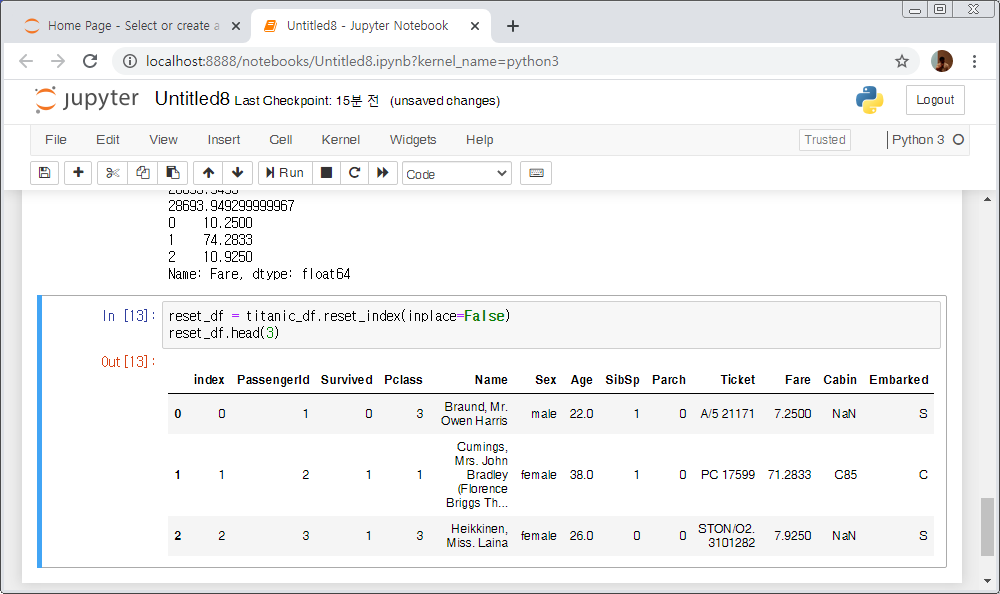 Home Page - Select or create a
Untitled8 - Jupyter Notebook
localhost:8888/notebooks/Untitled8.ipynb?kernel_name=python3
jupyter Untitled8 Last Checkpoint: 15분 전 (unsaved changes)
Logout
File Edit View Insert Cell Kernel Widgets Help
Trusted
Python 3
Run
Code
28693.9493
28693.949299999967
0 10.2500
1 74.2833
2 10.9250
Name: Fare, dtype: float64
In [13]:
reset_df = titanic_df.reset_index(inplace=False)
reset_df.head(3)
Out[13]:
index PassengerId Survived Pclass Name Sex Age SibSp Parch Ticket Fare Cabin Embarked
0 0 1 0 3 Braund, Mr. Owen Harris male 22.0 1 0 A/5 21171 7.2500 NaN S
1 1 2 1 1 Cumings, Mrs. John Bradley (Florence Briggs Th... female 38.0 1 0 PC 17599 71.2833 C85 C
2 2 3 1 3 Heikkinen, Miss. Laina female 26.0 0 0 STON/O2. 3101282 7.9250 NaN S